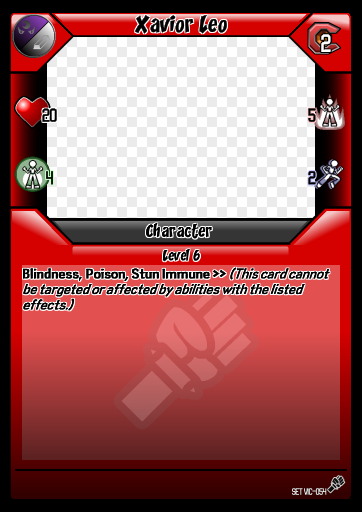 Xavior Leo
2
20
5
4
2
Character
Level 6
Blindness, Poison, Stun Immune >> (This card cannot
be targeted or affected by abilities with the listed
effects.)
SET VIC-054